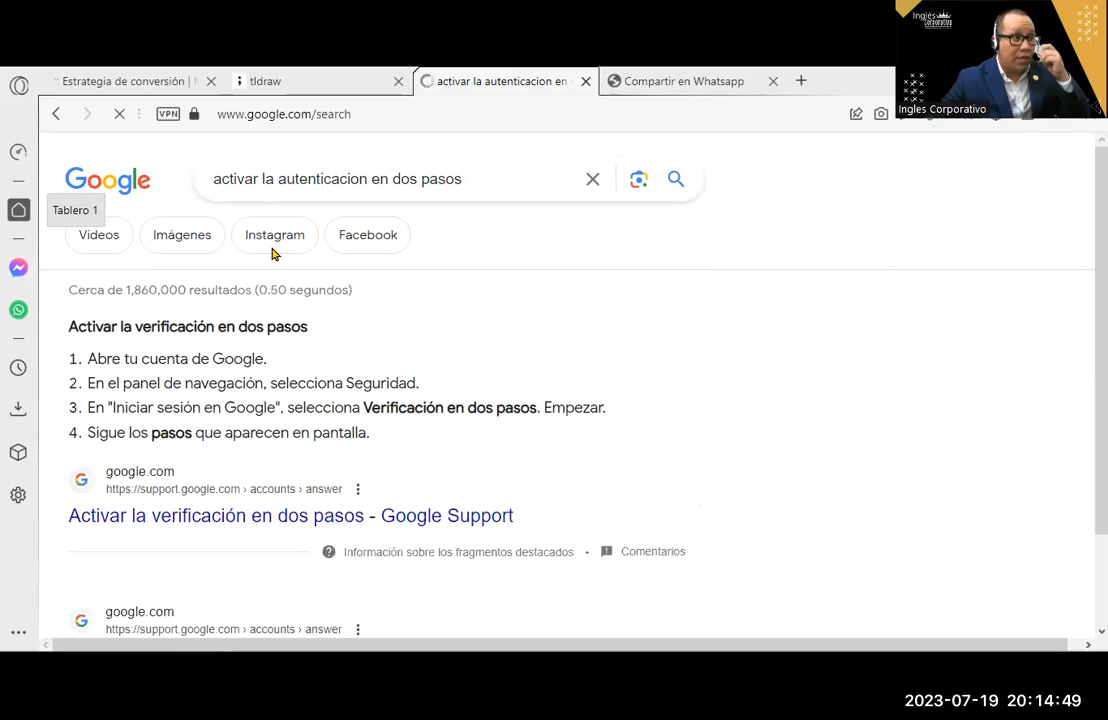 Inglés
Corporativo
Ingles Corporativo
Estrategia de conversión |
tldraw
activar la autenticacion en
Compartir en Whatsapp
VPN
www.google.com/search
Google
activar la autenticacion en dos pasos
Tablero 1
Videos
Imágenes
Instagram
Facebook
Cerca de 1,860,000 resultados (0.50 segundos)
Activar la verificación en dos pasos
1. Abre tu cuenta de Google.
2. En el panel de navegación, selecciona Seguridad.
3. En "Iniciar sesión en Google", selecciona Verificación en dos pasos. Empezar.
4. Sigue los pasos que aparecen en pantalla.
google.com
https://support.google.com › accounts › answer
Activar la verificación en dos pasos - Google Support
Información sobre los fragmentos destacados
Comentarios
google.com
https://support.google.com › accounts › answer
2023-07-19 20:14:49